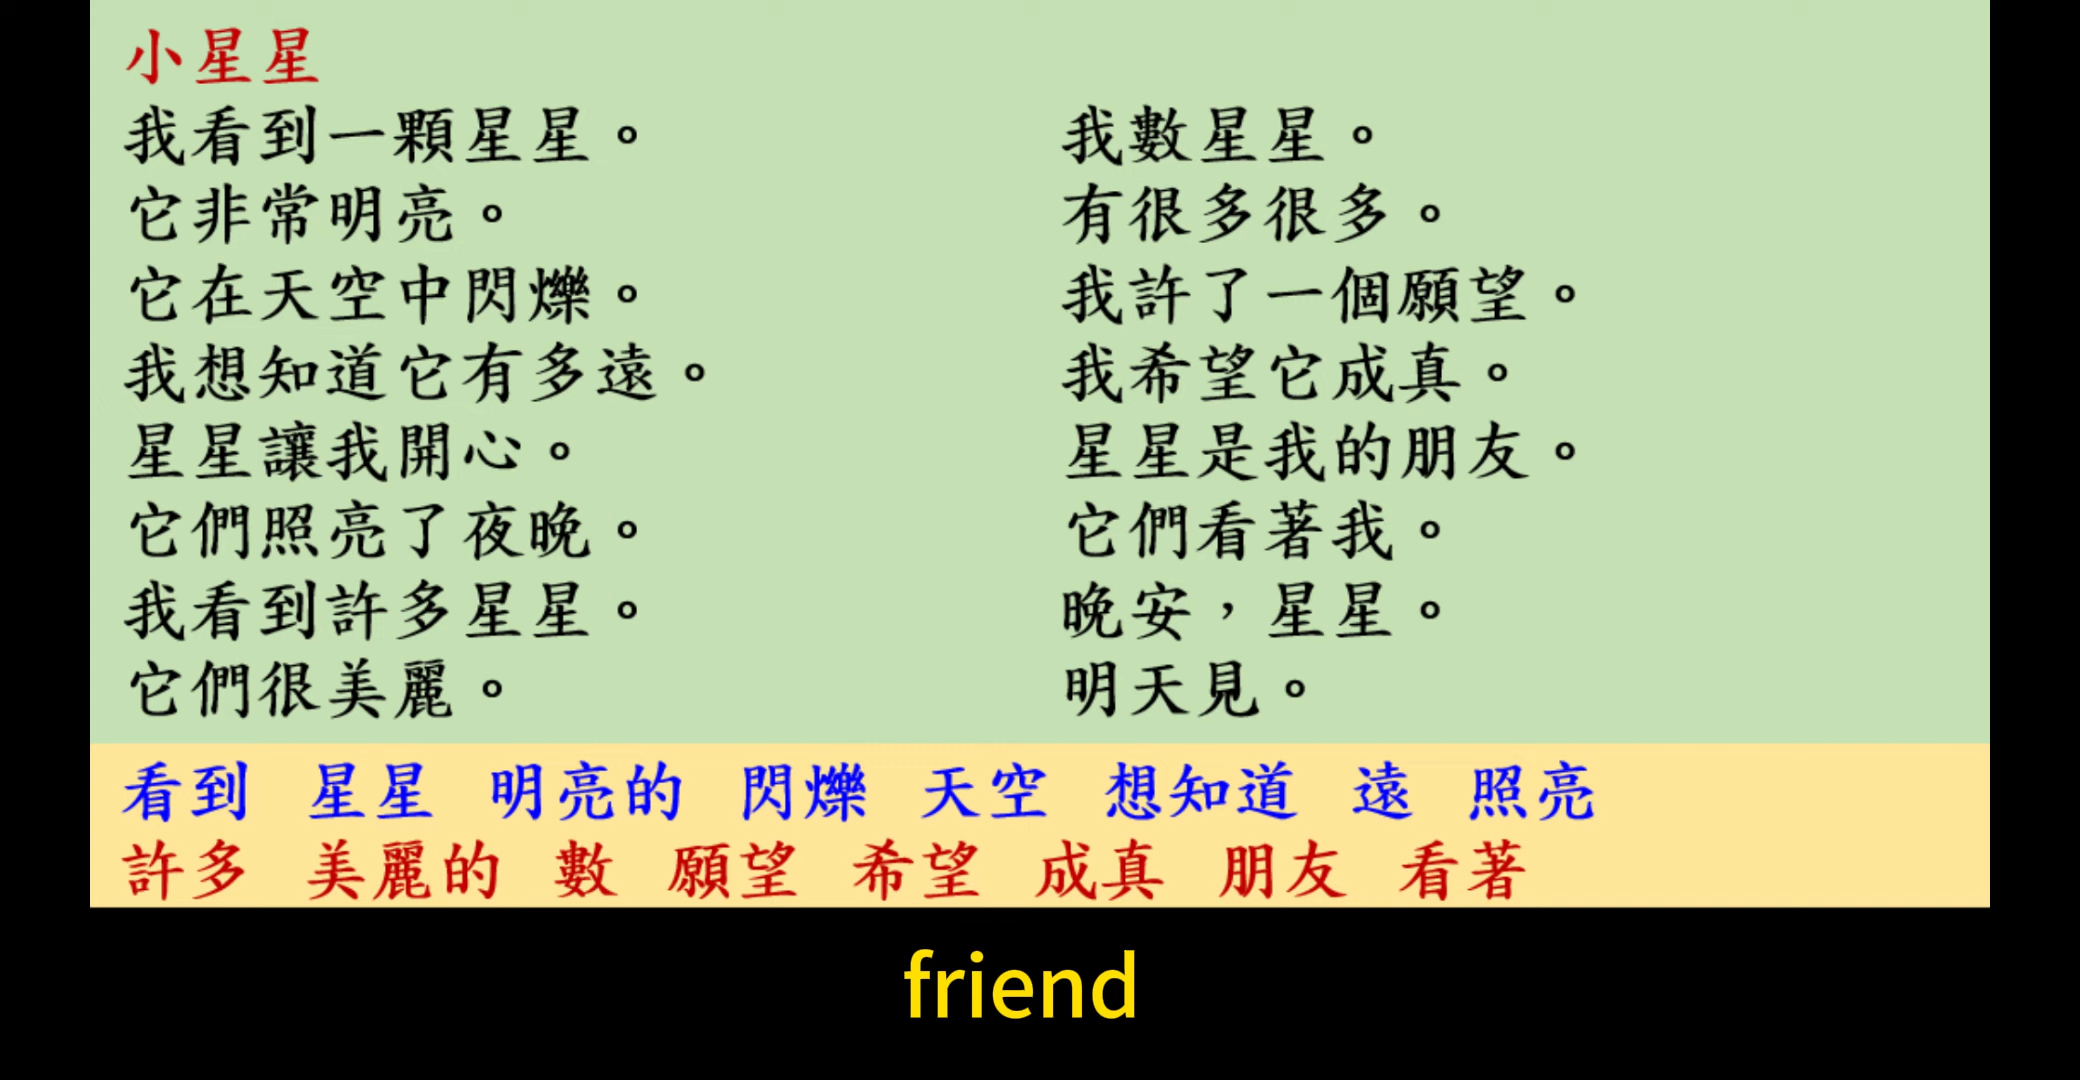 小星星
我看到一顆星星。
它非常明亮。
它在天空中閃爍。
我想知道它有多遠。
星星讓我開心。
它們照亮了夜晚。
我看到許多星星。
它們很美麗。
我數星星。
有很多很多。
我許了一個願望。
我希望它成真。
星星是我的朋友。
它們看著我。
晚安，星星。
明天見。
看到 星星 明亮的 閃爍 天空 想知道 遠 照亮
許多 美麗的 數 願望 希望 成真 朋友 看著
friend